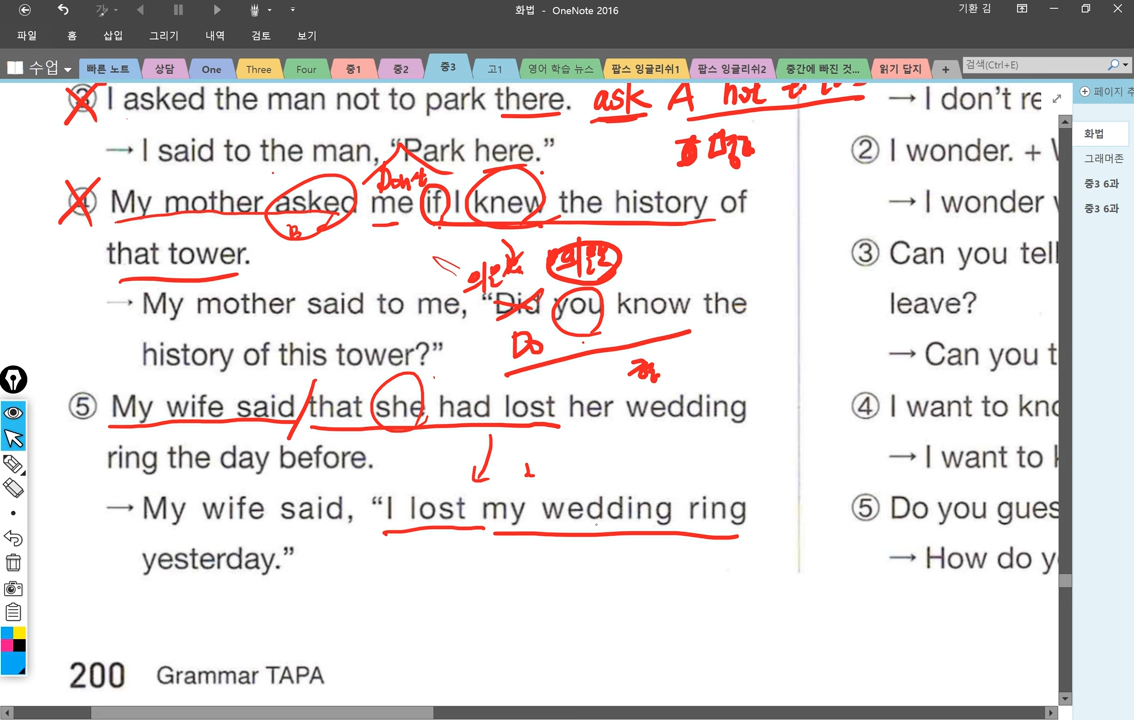 화법 - OneNote 2016
기환 김
파일 홈 삽입 그리기 내역 검토 보기
수업 빠른 노트 상담 One Three Four 중1 중2 중3 고1 영어 학습 뉴스 팝스 잉글리쉬1 팝스 잉글리쉬2 중간에 빠진 것... 읽기 답지 + 검색(Ctrl+E)
페이지 추
화법
그래머존
중3 6과
중3 6과
③ I asked the man not to park there. ask A not
→ I said to the man, “Park here.”
Don't
④ My mother asked me if I knew the history of
that tower.
의문문
→ My mother said to me, “Did you know the
Do
history of this tower?”
⑤ My wife said that she had lost her wedding
ring the day before.
→ My wife said, “I lost my wedding ring
yesterday.”
200 Grammar TAPA
→ I don’t re
② I wonder. + W
→ I wonder w
③ Can you tell
leave?
→ Can you t
④ I want to kno
→ I want to k
⑤ Do you gues
→ How do y